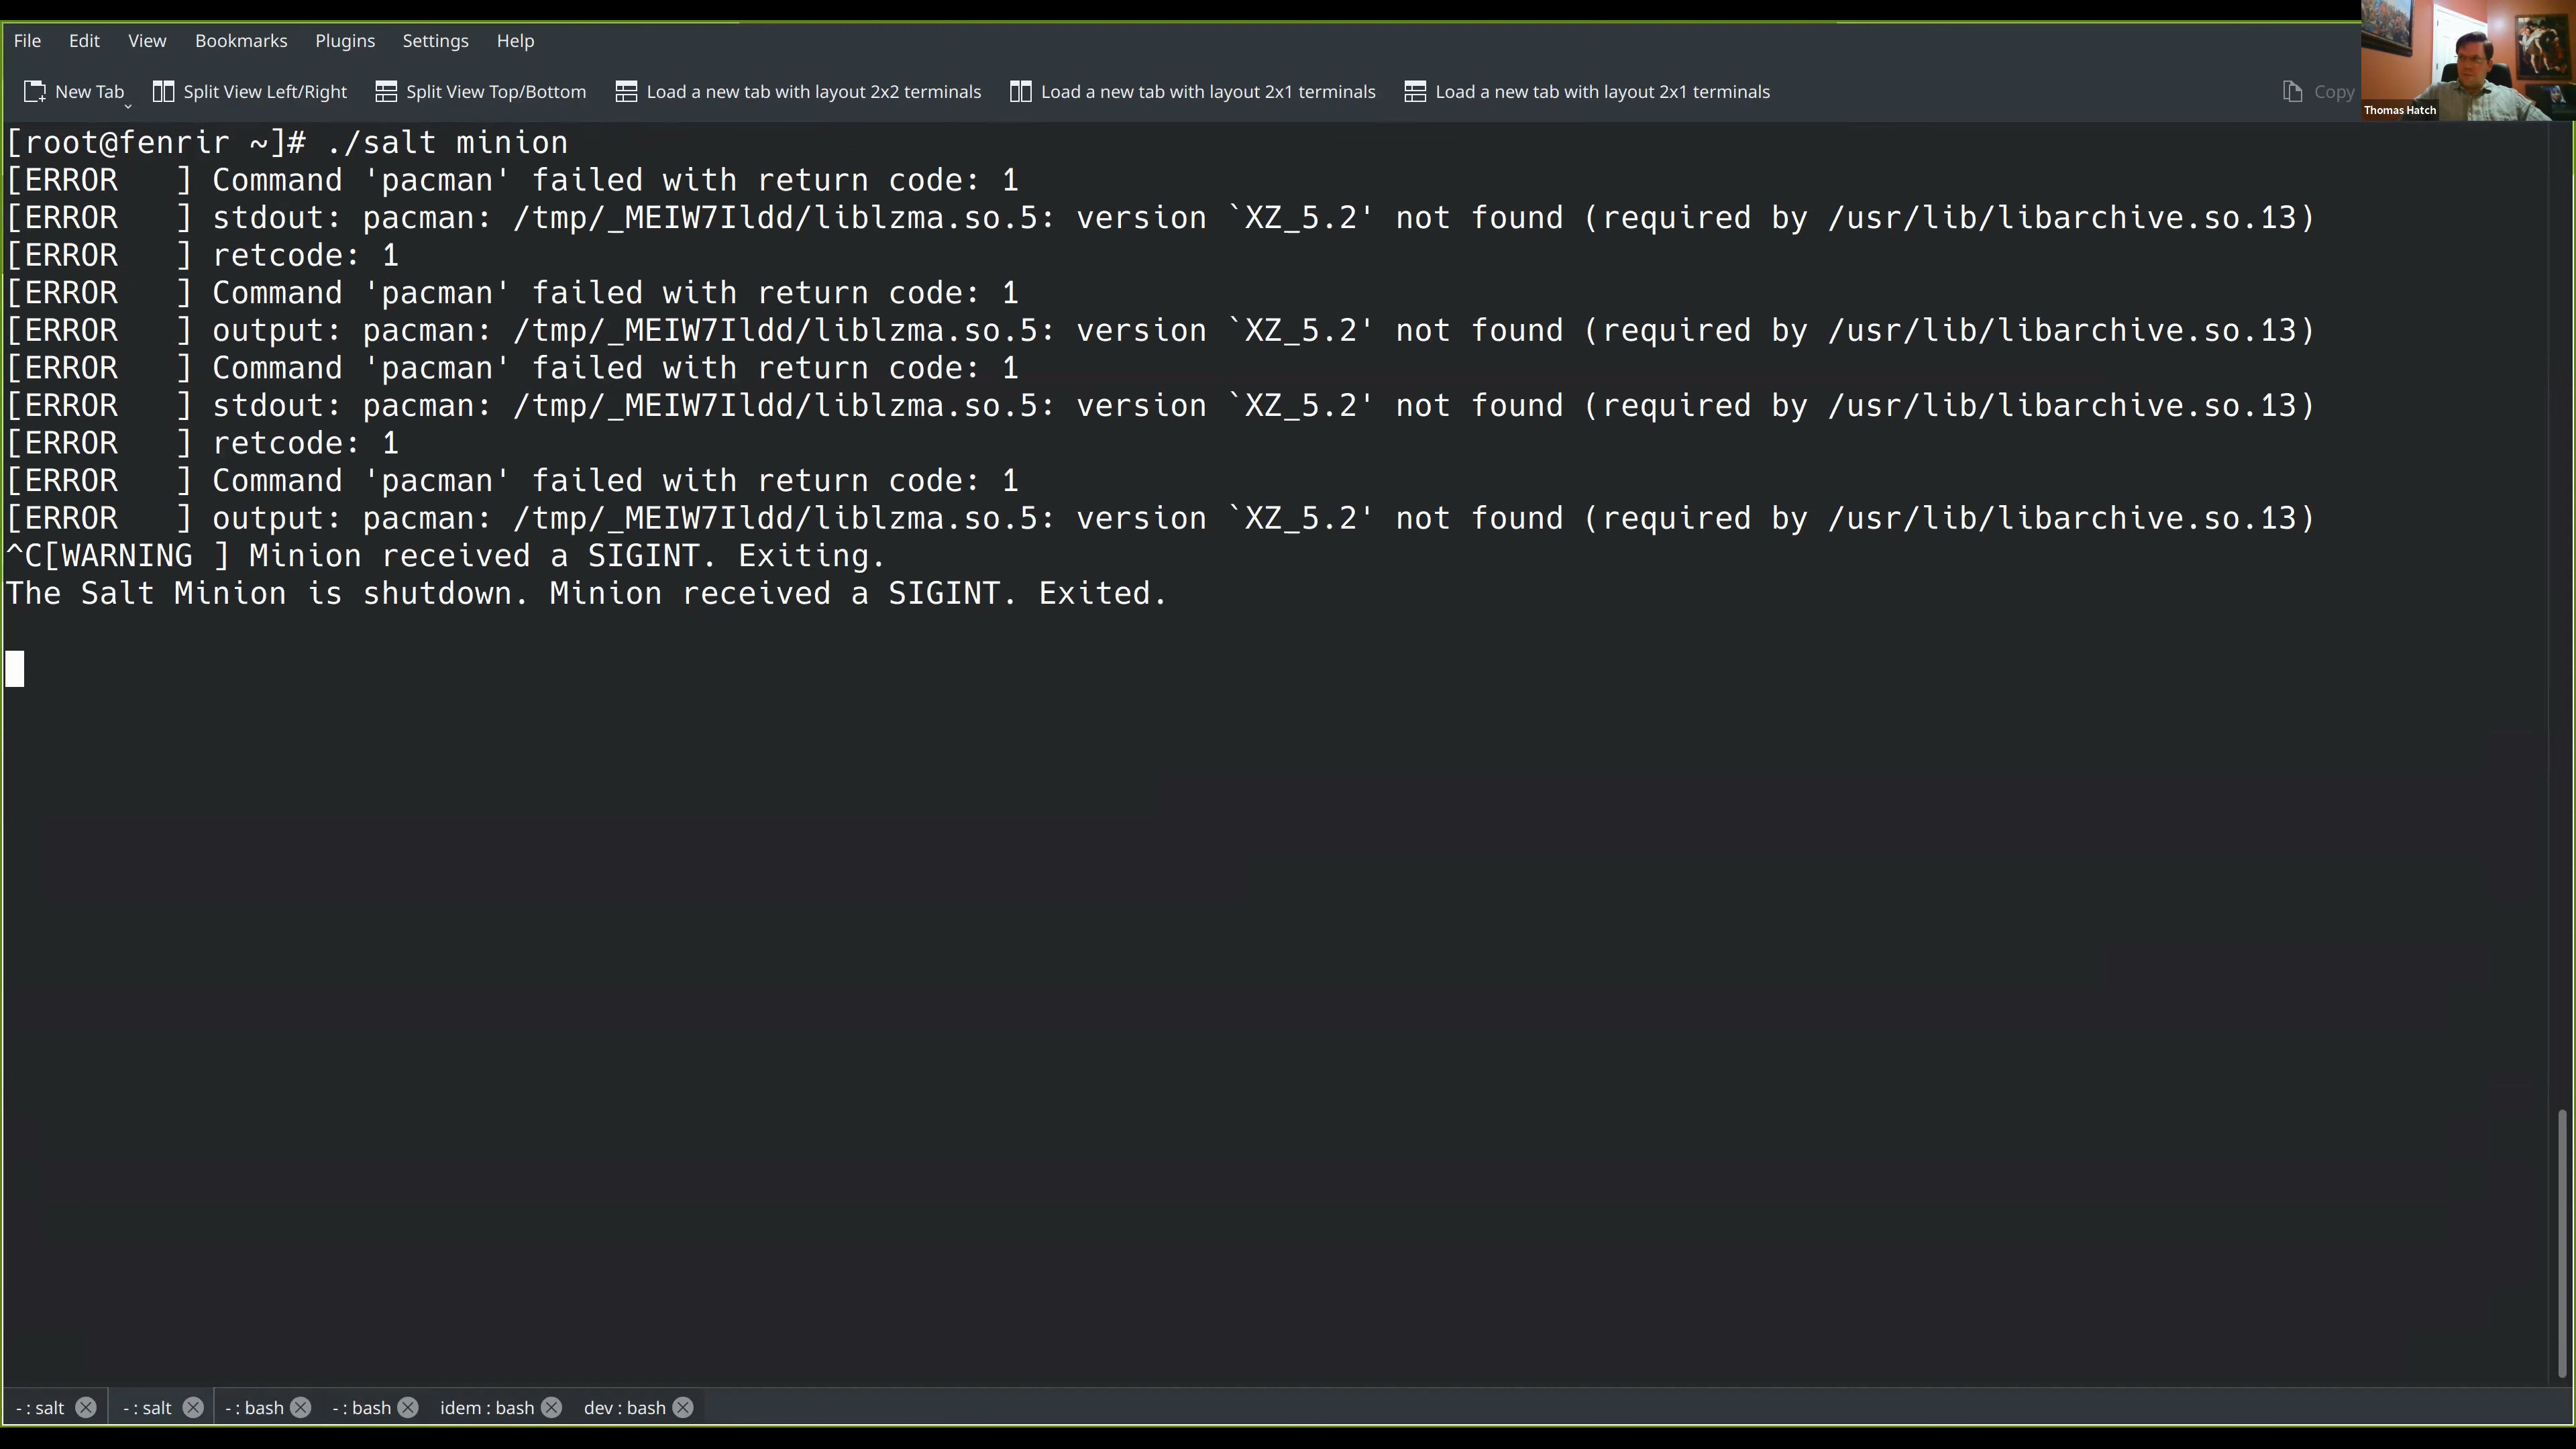 File Edit View Bookmarks Plugins Settings Help
New Tab Split View Left/Right Split View Top/Bottom Load a new tab with layout 2x2 terminals Load a new tab with layout 2x1 terminals Load a new tab with layout 2x1 terminals Copy
Thomas Hatch
[root@fenrir ~]# ./salt minion
[ERROR   ] Command 'pacman' failed with return code: 1
[ERROR   ] stdout: pacman: /tmp/_MEIW7Ildd/liblzma.so.5: version `XZ_5.2' not found (required by /usr/lib/libarchive.so.13)
[ERROR   ] retcode: 1
[ERROR   ] Command 'pacman' failed with return code: 1
[ERROR   ] output: pacman: /tmp/_MEIW7Ildd/liblzma.so.5: version `XZ_5.2' not found (required by /usr/lib/libarchive.so.13)
[ERROR   ] Command 'pacman' failed with return code: 1
[ERROR   ] stdout: pacman: /tmp/_MEIW7Ildd/liblzma.so.5: version `XZ_5.2' not found (required by /usr/lib/libarchive.so.13)
[ERROR   ] retcode: 1
[ERROR   ] Command 'pacman' failed with return code: 1
[ERROR   ] output: pacman: /tmp/_MEIW7Ildd/liblzma.so.5: version `XZ_5.2' not found (required by /usr/lib/libarchive.so.13)
^C[WARNING ] Minion received a SIGINT. Exiting.
The Salt Minion is shutdown. Minion received a SIGINT. Exited.
- : salt - : salt - : bash - : bash idem : bash dev : bash